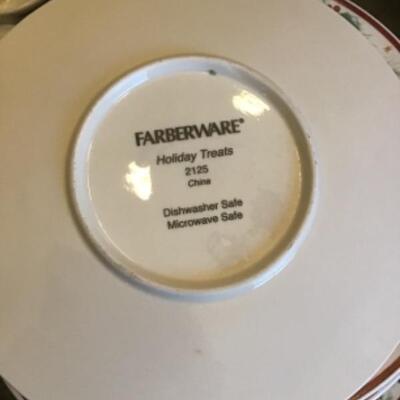 FARBERWARE®
Holiday Treats
2125
China
Dishwasher Safe
Microwave Safe